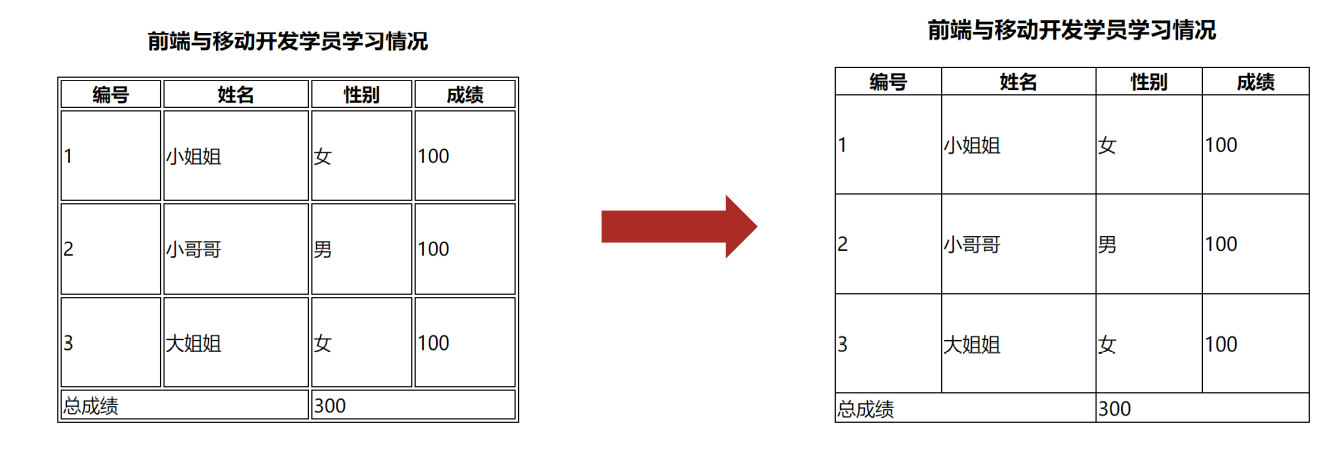 前端与移动开发学员学习情况
编号 姓名 性别 成绩
1 小姐姐 女 100
2 小哥哥 男 100
3 大姐姐 女 100
总成绩 300
前端与移动开发学员学习情况
编号 姓名 性别 成绩
1 小姐姐 女 100
2 小哥哥 男 100
3 大姐姐 女 100
总成绩 300